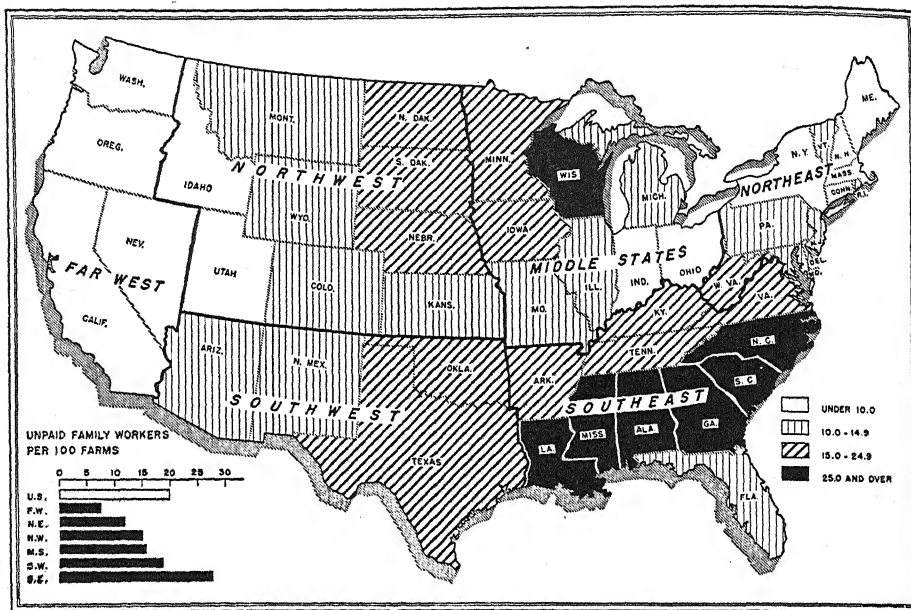 WASH.
MONT.
N. DAK.
MINN.
ME.
OREG.
IDAHO
NORTHWEST
S. DAK.
WIS
MICH.
N.Y.
VT.
N.H.
MASS.
CONN.
R.I.
NORTHEAST
WYO.
NEBR.
IOWA
PA.
NEV.
UTAH
FAR WEST
COLO.
KANS.
MIDDLE STATES
MO.
ILL.
IND.
OHIO
W. VA.
VA.
DEL
MD.
CALIF.
KY.
ARIZ.
N. MEX.
OKLA.
ARK.
TENN.
N. C.
S. C
SOUTHWEST
SOUTHEAST
TEXAS
LA.
MISS
ALA.
GA.
FLA.
UNDER 10.0
10.0-14.9
15.0-24.9
25.0 AND OVER
UNPAID FAMILY WORKERS
PER 100 FARMS
0 5 10 15 20 25 30
U.S.
F.W.
N.E.
N.W.
M.S.
S.W.
S.E.